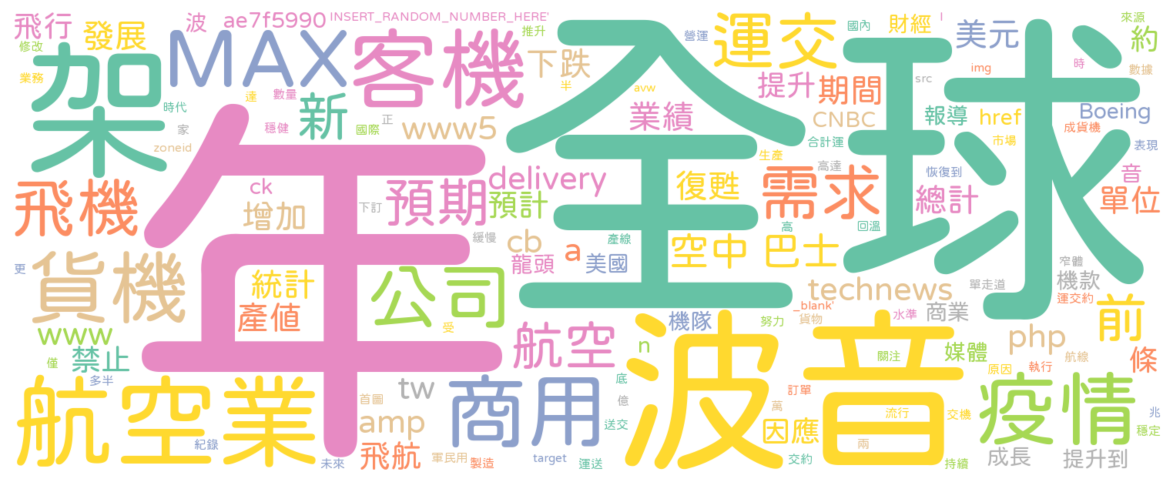 飛行
波
ae7f5990
INSERT_RANDOM_NUMBER_HERE'
推升
營運
運交
國內
財經
美元
來源
約
修改
發展
MAX
客機
下跌
全球
架
業務
半
avw
提升
期間
src
img
時
數據
時代
達
數量
新
業績
CNBC
報導
href
Boeing
家
穩健
國際
正
www5
合計運
市場
成貨機
表現
zoneid
年
生產
高達
恢復到
音
飛機
ck
預期
delivery
預計
復甦
需求
總計
單位
增加
下訂
緩慢
cb
a
產線
高
回溫
龍頭
美國
空中
巴士
窄體
更
貨機
統計
公司
technews
單走道
機款
運交約
產值
受
機隊
努力
_blank'
貨物
水準
商業
前
www
禁止
航空
n
php
媒體
條
僅
多半
tw
波音
關注
原因
執行
航線
航空業
首圖
amp
商用
底
億
送交
訂單
萬
因應
流行
交機
疫情
兆
穩定
紀錄
未來
飛航
軍民用
製造
target
運送
交約
兩
持續
成長
提升到
l